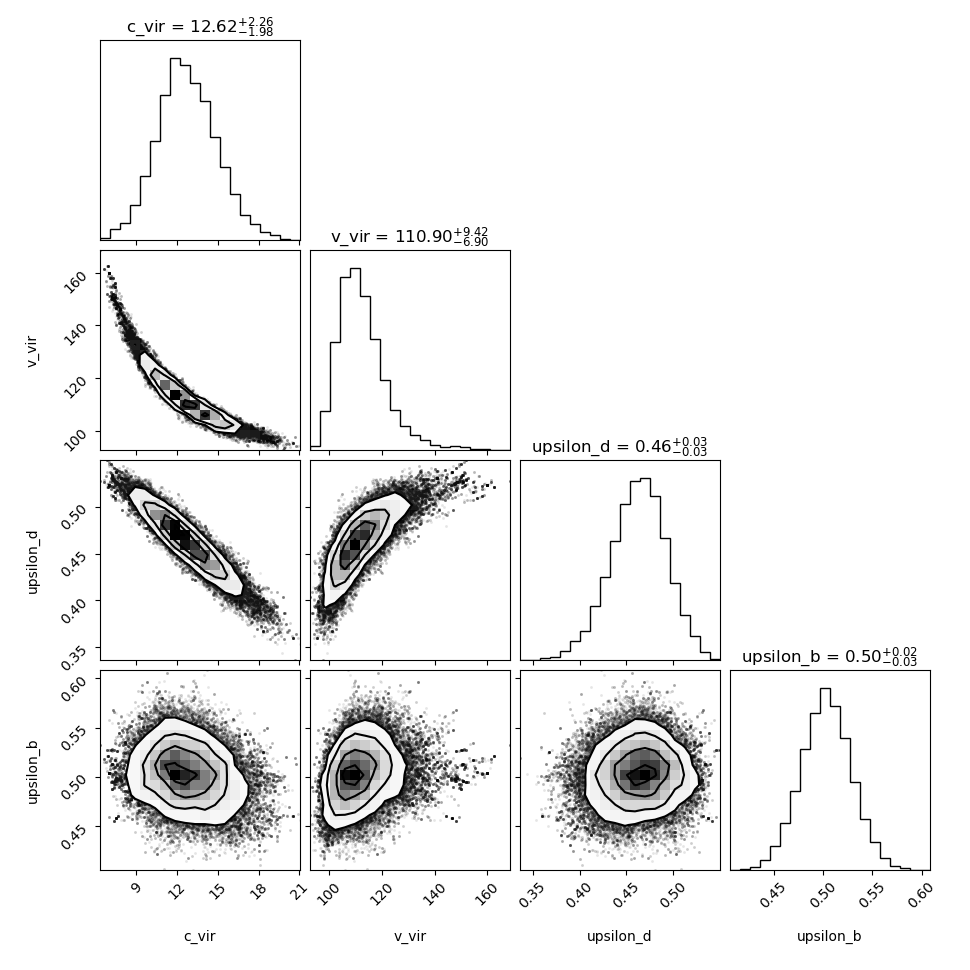 c_vir = 12.62+2.26−1.98
v_vir = 110.90+9.42−6.90
160
140
120
100
v_vir
upsilon_d = 0.46+0.03−0.03
0.50
0.45
0.40
0.35
upsilon_d
upsilon_b = 0.50+0.02−0.03
0.60
0.55
0.50
0.45
upsilon_b
9 12 15 18 21
100 120 140 160
0.35 0.40 0.45 0.50
0.45 0.50 0.55 0.60
c_vir
v_vir
upsilon_d
upsilon_b